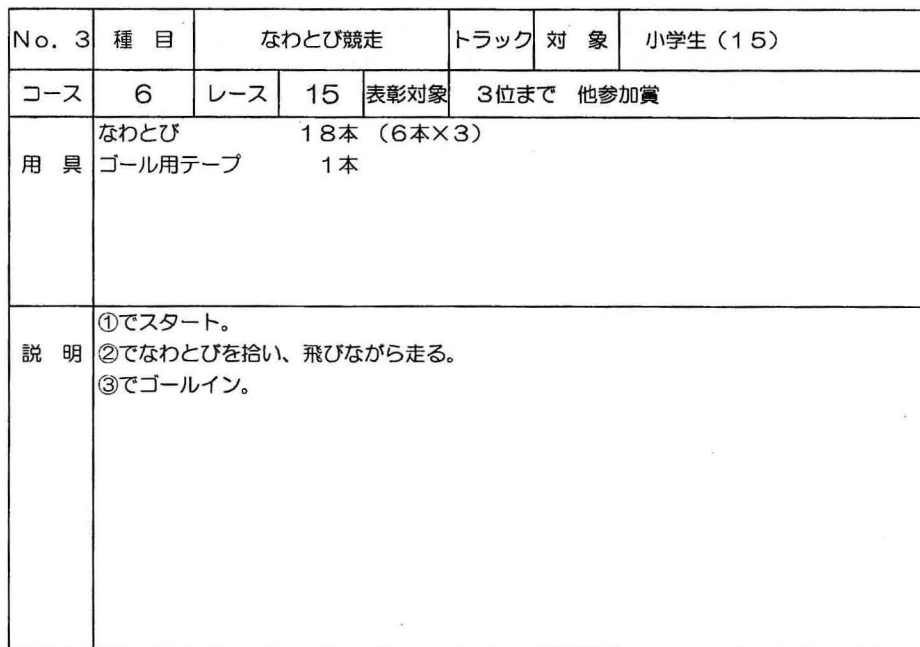 No. 3 種 目 なわとび競走 トラック 対 象 小学生(15)
コース 6 レース 15 表彰対象 3位まで 他参加賞
なわとび 18本 (6本×3)
用 具 ゴール用テープ 1本
①でスタート。
説 明 ②でなわとびを拾い、飛びながら走る。
③でゴールイン。